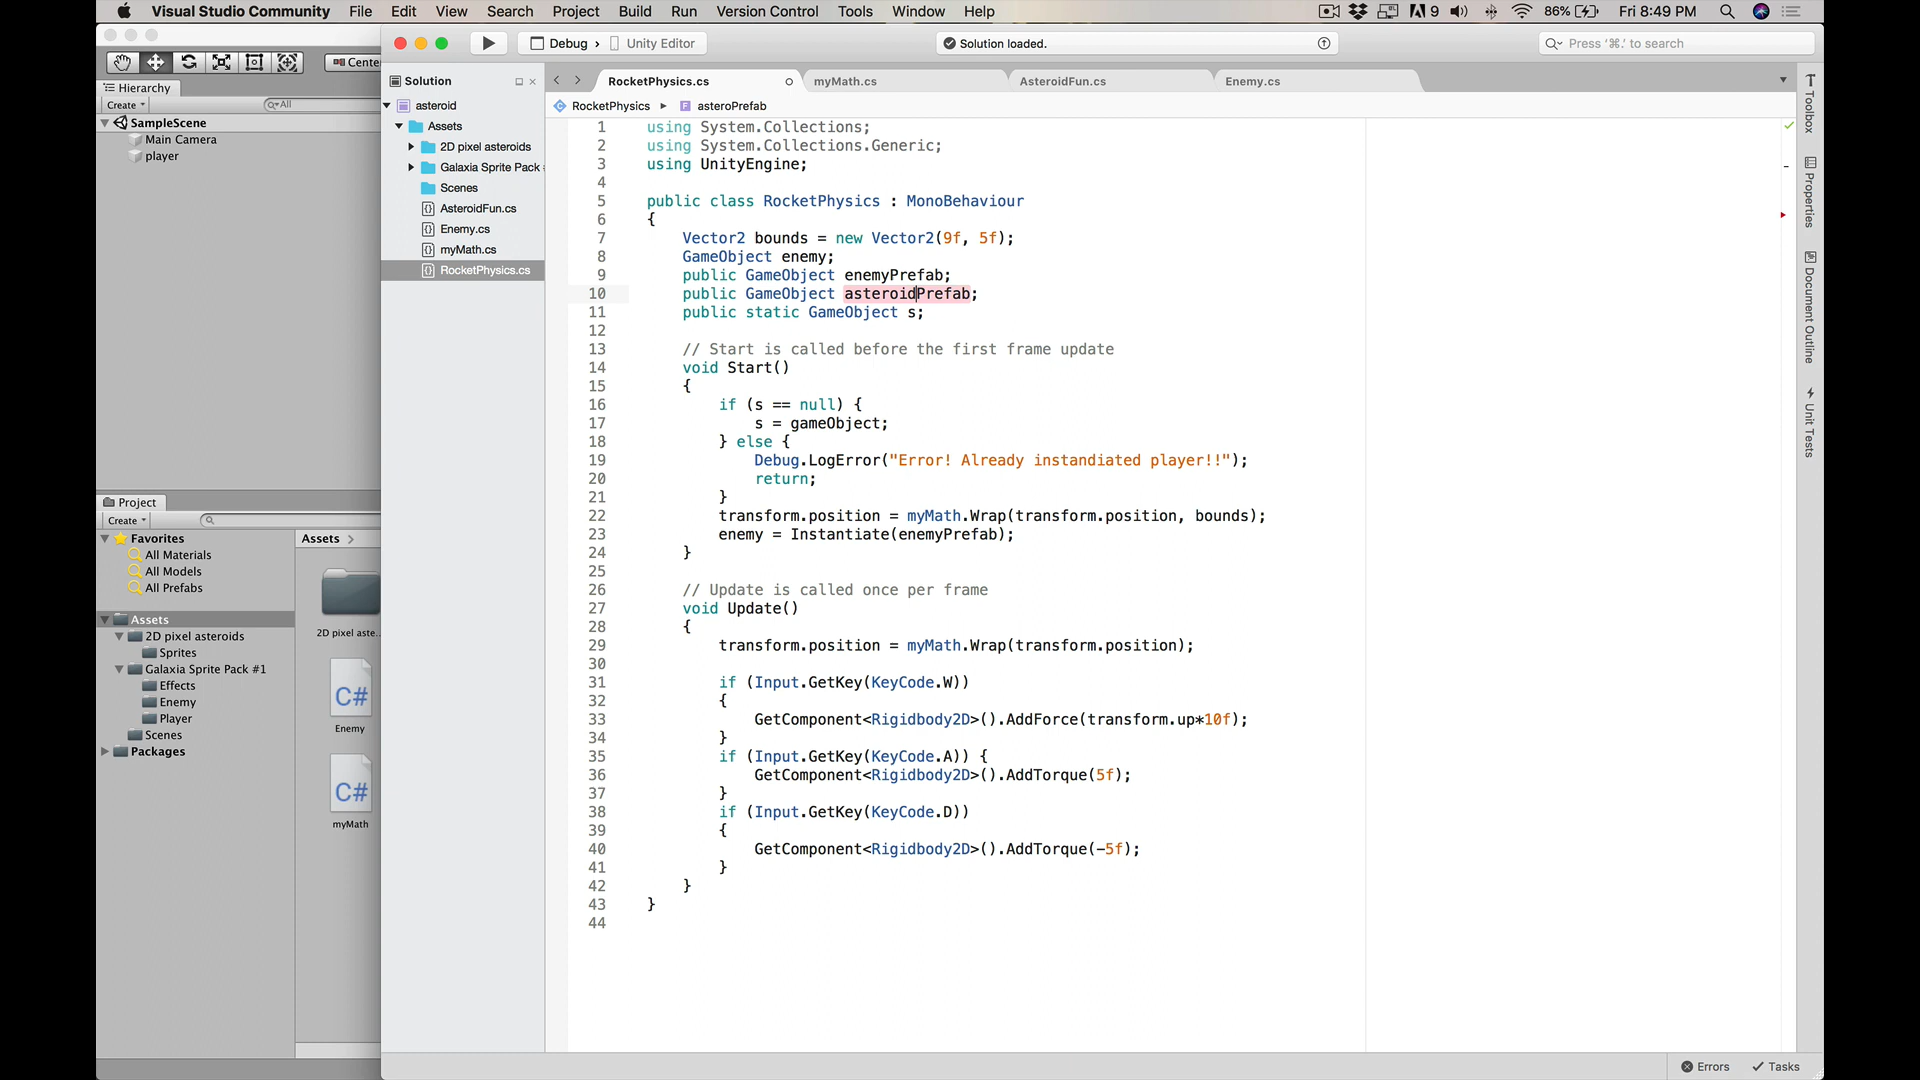 Visual Studio Community File Edit View Search Project Build Run Version Control Tools Window Help 9 86% Fri 8:49 PM
Debug › Unity Editor Solution loaded. Press '⌘.' to search
Center
Hierarchy
Create All
SampleScene
Main Camera
player
Project
Create
Favorites
All Materials
All Models
All Prefabs
Assets
2D pixel asteroids
Sprites
Galaxia Sprite Pack #1
Effects
Enemy
Player
Scenes
Packages
Assets
2D pixel aste...
C#
Enemy
C#
myMath
Solution
asteroid
Assets
2D pixel asteroids
Galaxia Sprite Pack
Scenes
AsteroidFun.cs
Enemy.cs
myMath.cs
RocketPhysics.cs
RocketPhysics.cs myMath.cs AsteroidFun.cs Enemy.cs
RocketPhysics asteroPrefab
1 using System.Collections;
2 using System.Collections.Generic;
3 using UnityEngine;
4
5 public class RocketPhysics : MonoBehaviour
6 {
7 Vector2 bounds = new Vector2(9f, 5f);
8 GameObject enemy;
9 public GameObject enemyPrefab;
10 public GameObject asteroidPrefab;
11 public static GameObject s;
12
13 // Start is called before the first frame update
14 void Start()
15 {
16 if (s == null) {
17 s = gameObject;
18 } else {
19 Debug.LogError("Error! Already instandiated player!!");
20 return;
21 }
22 transform.position = myMath.Wrap(transform.position, bounds);
23 enemy = Instantiate(enemyPrefab);
24 }
25
26 // Update is called once per frame
27 void Update()
28 {
29 transform.position = myMath.Wrap(transform.position);
30
31 if (Input.GetKey(KeyCode.W))
32 {
33 GetComponent<Rigidbody2D>().AddForce(transform.up*10f);
34 }
35 if (Input.GetKey(KeyCode.A)) {
36 GetComponent<Rigidbody2D>().AddTorque(5f);
37 }
38 if (Input.GetKey(KeyCode.D))
39 {
40 GetComponent<Rigidbody2D>().AddTorque(-5f);
41 }
42 }
43 }
44
Toolbox
Properties
Document Outline
Unit Tests
Errors Tasks